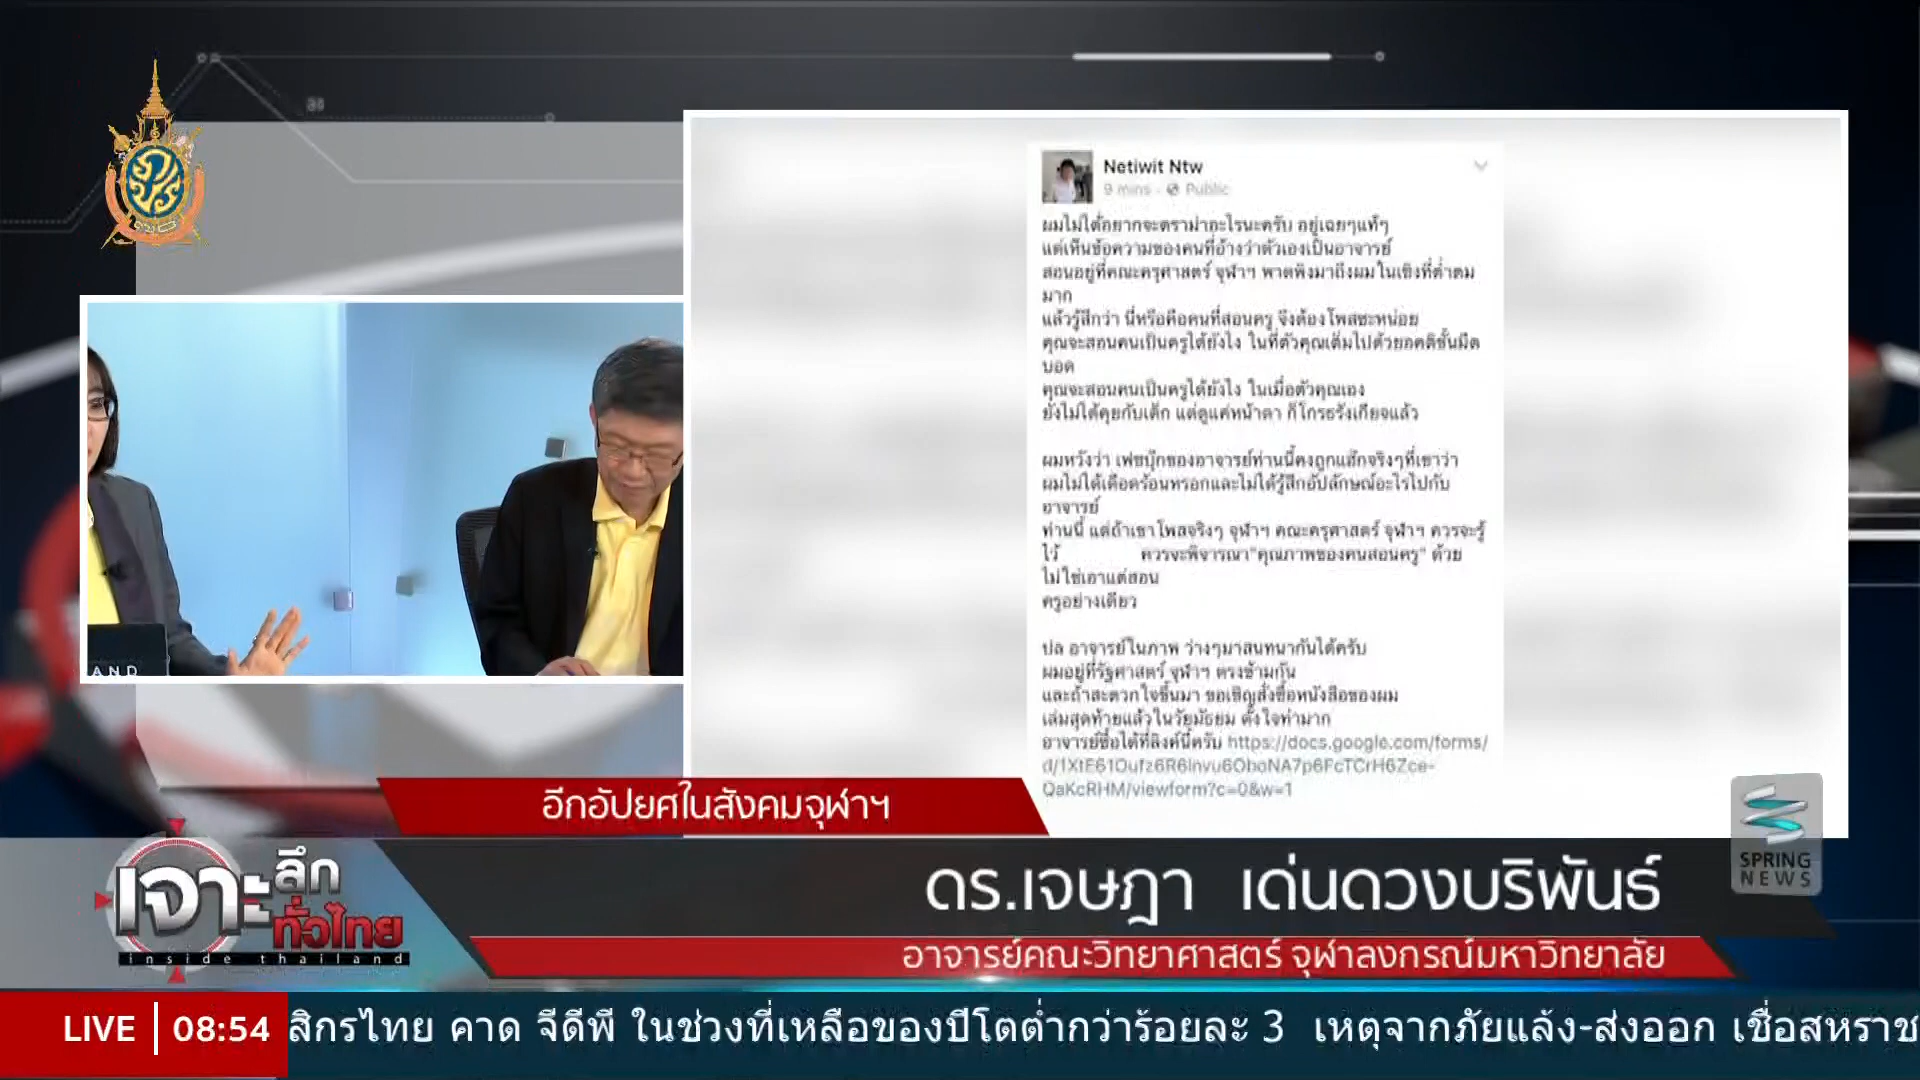 Netiwit Ntw
9 mins · Public
ผมไม่ได้อยากจะดราม่าอะไรนะครับ อยู่เฉยๆแท้ๆ
แต่เห็นข้อความของคนที่อ้างว่าตัวเองเป็นอาจารย์
สอนอยู่ที่คณะครุศาสตร์ จุฬาฯ พาดพิงมาถึงผมในเชิงที่ต่ำตม
มาก
แล้วรู้สึกว่า นี่หรือคือคนที่สอนครู จึงต้องโพสซะหน่อย
คุณจะสอนคนเป็นครูได้ยังไง ในที่ตัวคุณเต็มไปด้วยอคติชั้นมืด
บอด
คุณจะสอนคนเป็นครูได้ยังไง ในเมื่อตัวคุณเอง
ยังไม่ได้คุยกับเด็ก แต่ดูแค่หน้าตา ก็โกรธรังเกียจแล้ว
ผมหวังว่า เฟซบุ๊กของอาจารย์ท่านนี้คงถูกแฮ๊กจริงๆที่เขาว่า
ผมไม่ได้เดือดร้อนหรอกและไม่ได้รู้สึกอัปลักษณ์อะไรไปกับ
อาจารย์
ท่านนี้ แต่ถ้าเขาโพสจริงๆ จุฬาฯ คณะครุศาสตร์ จุฬาฯ ควรจะรู้
ไว้ ควรจะพิจารณา"คุณภาพของคนสอนครู" ด้วย
ไม่ใช่เอาแต่สอน
ครูอย่างเดียว
ปล อาจารย์ในภาพ ว่างๆมาสนทนากันได้ครับ
ผมอยู่ที่รัฐศาสตร์ จุฬาฯ ตรงข้ามกัน
และถ้าสะดวกใจขึ้นมา ขอเชิญสั่งซื้อหนังสือของผม
เล่มสุดท้ายแล้วในวัยมัธยม ตั้งใจทำมาก
อาจารย์ซื้อได้ที่ลิงค์นี้ครับ https://docs.google.com/forms/
QaKcRHM/viewform?c=0&w=1
AND
อีกอัปยศในสังคมจุฬาฯ
เจาะลึกทั่วไทย
inside thailand
ดร.เจษฎา เด่นดวงบริพันธ์
อาจารย์คณะวิทยาศาสตร์ จุฬาลงกรณ์มหาวิทยาลัย
SPRING
NEWS
LIVE 08:54 สิกรไทย คาด จีดีพี ในช่วงที่เหลือของปีโตต่ำกว่าร้อยละ 3 เหตุจากภัยแล้ง-ส่งออก เชื่อสหราช